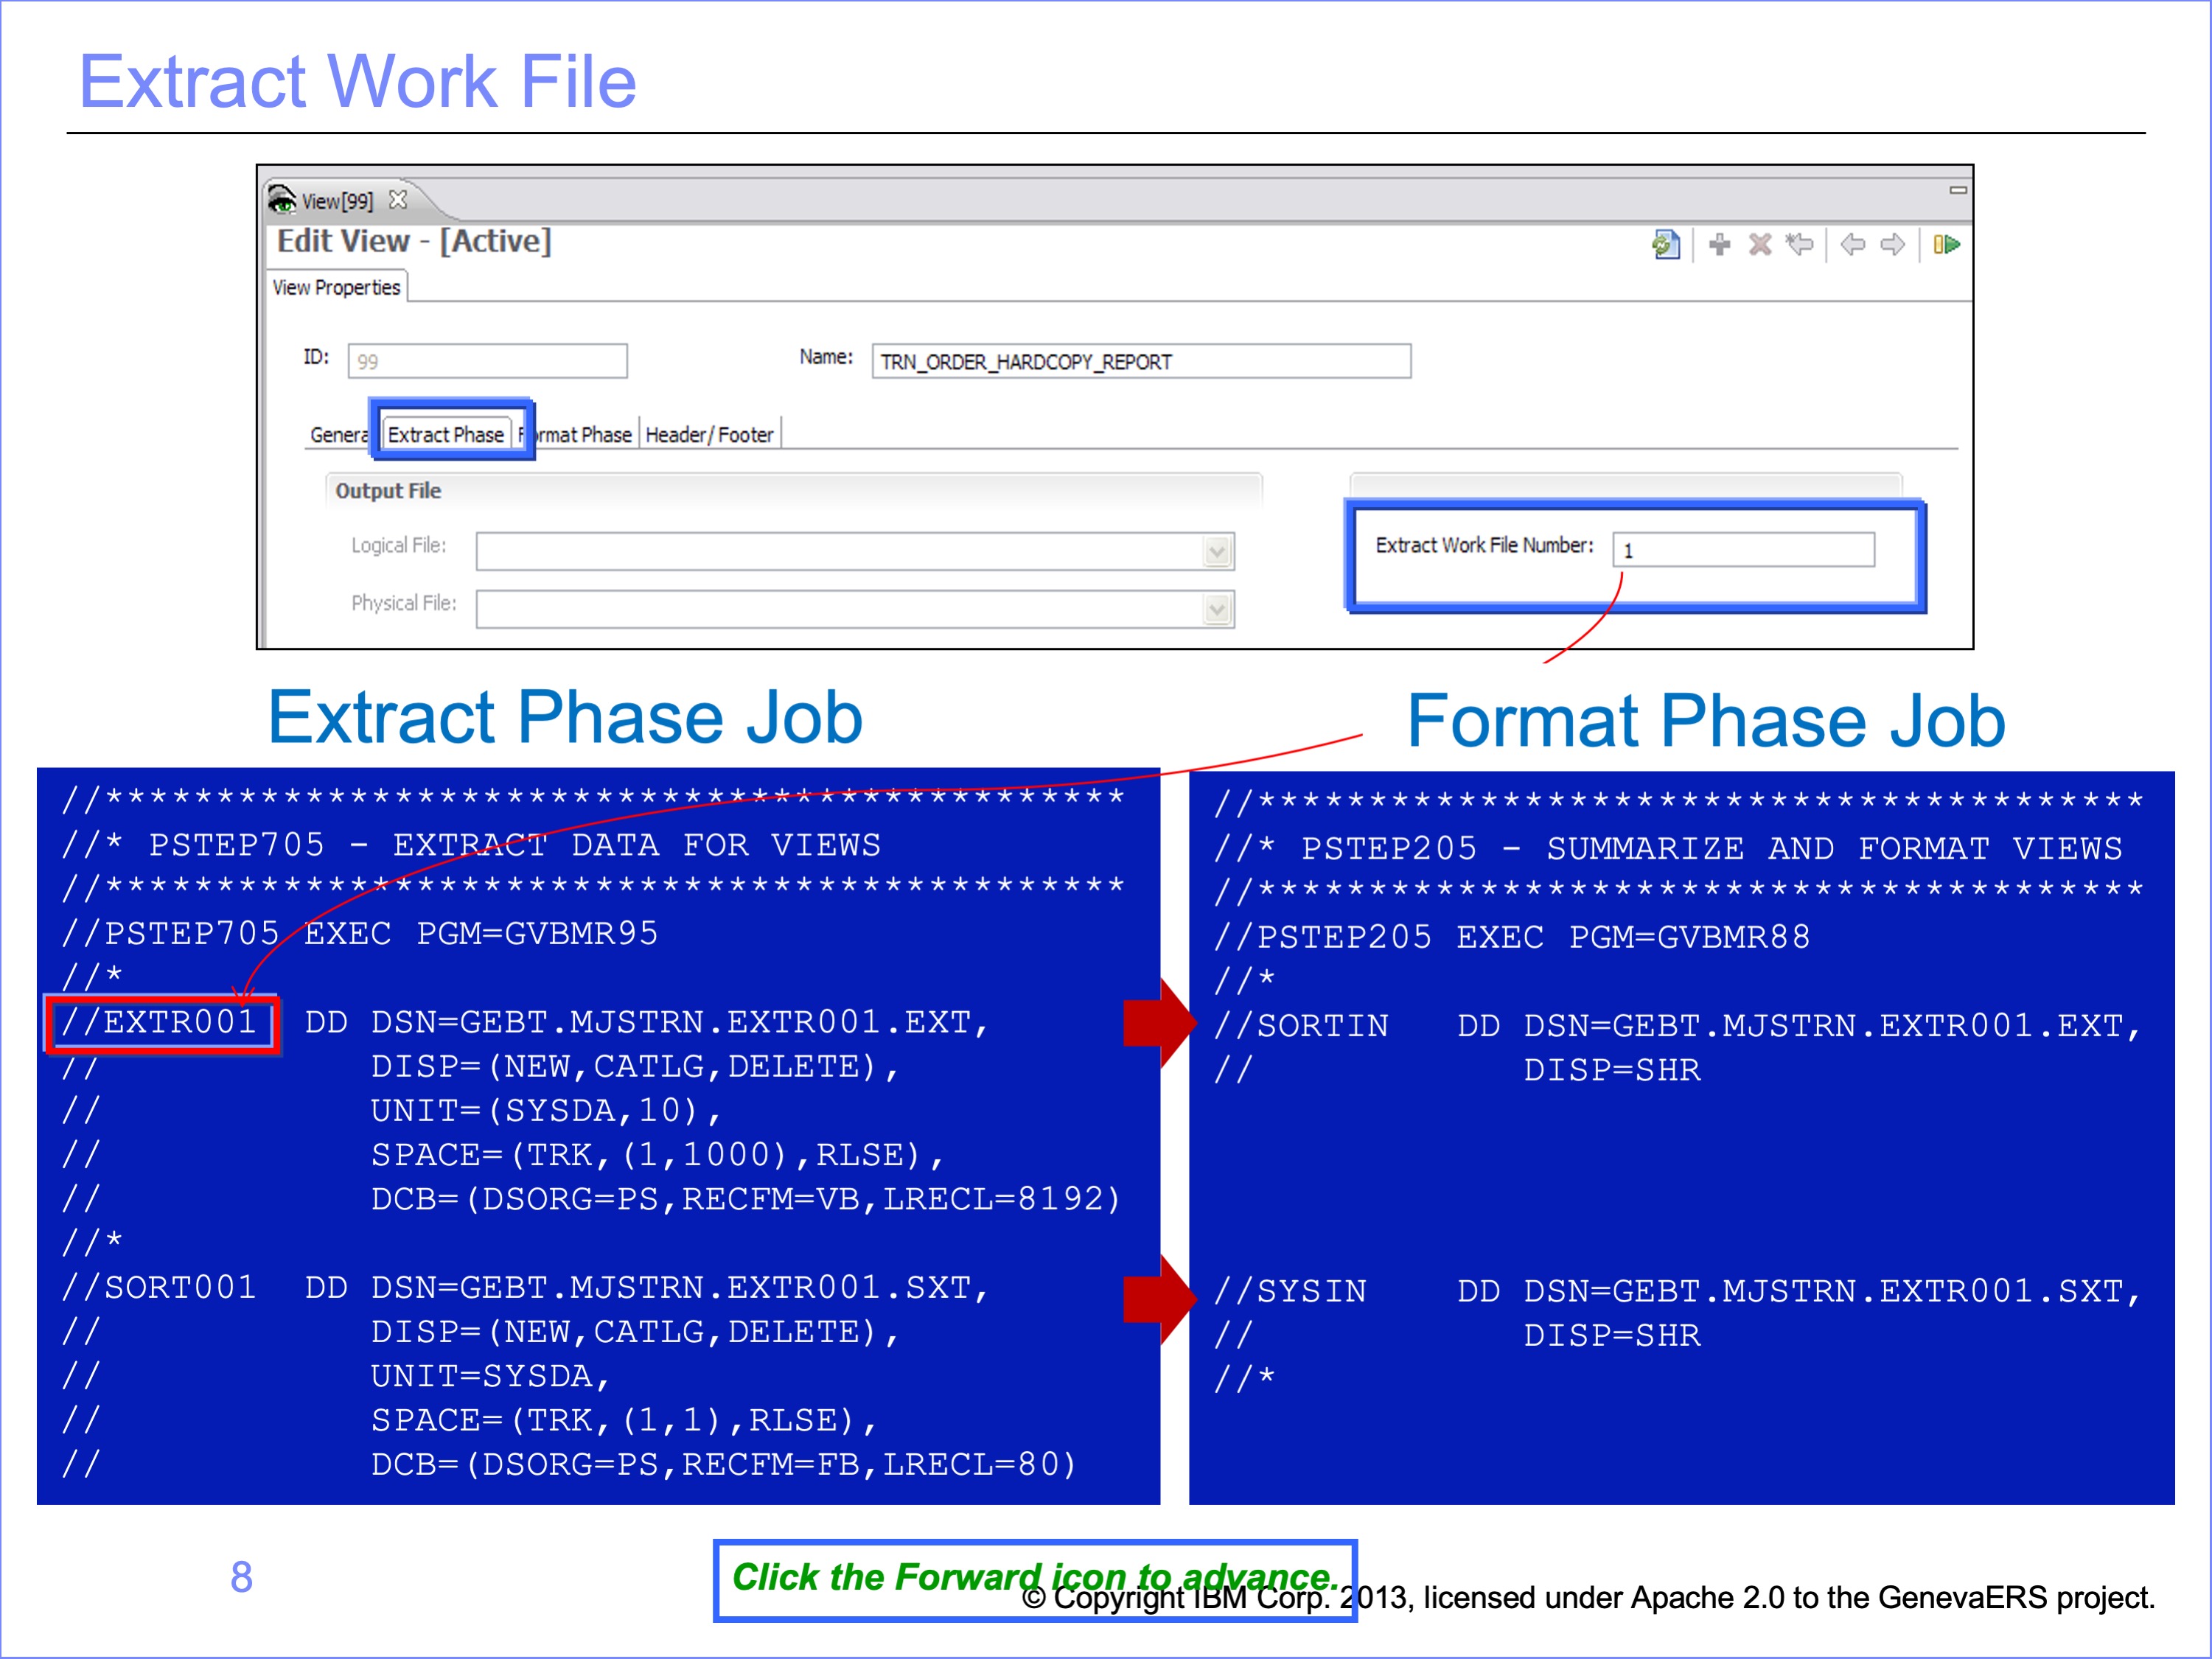 Extract Work File
View[99]
Edit View - [Active]
View Properties
ID: 99 Name: TRN_ORDER_HARDCOPY_REPORT
Extract Phase Header/Footer
Output File
Logical File: Extract Work File Number: 1
Physical File:
Extract Phase Job
//**********************************************
//* PSTEP705 - EXTRACT DATA FOR VIEWS
//**********************************************
//PSTEP705 EXEC PGM=GVBMR95
//*
//EXTR001  DD DSN=GEBT.MJSTRN.EXTR001.EXT,
//            DISP=(NEW,CATLG,DELETE),
//            UNIT=(SYSDA,10),
//            SPACE=(TRK,(1,1000),RLSE),
//            DCB=(DSORG=PS,RECFM=VB,LRECL=8192)
//*
//SORT001  DD DSN=GEBT.MJSTRN.EXTR001.SXT,
//            DISP=(NEW,CATLG,DELETE),
//            UNIT=SYSDA,
//            SPACE=(TRK,(1,1),RLSE),
//            DCB=(DSORG=PS,RECFM=FB,LRECL=80)
Format Phase Job
//****************************************
//* PSTEP205 - SUMMARIZE AND FORMAT VIEWS
//****************************************
//PSTEP205 EXEC PGM=GVBMR88
//*
//SORTIN   DD DSN=GEBT.MJSTRN.EXTR001.EXT,
//            DISP=SHR
//SYSIN    DD DSN=GEBT.MJSTRN.EXTR001.SXT,
//            DISP=SHR
//*
8
Click the Forward icon to advance.
© Copyright IBM Corp. 2013, licensed under Apache 2.0 to the GenevaERS project.